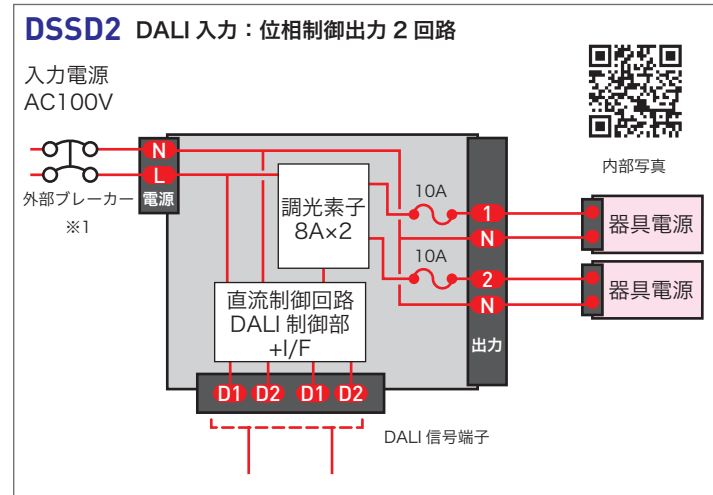 DSSD2 DALI 入力：位相制御出力 2 回路
入力電源
AC100V
内部写真
N
L
電源
外部ブレーカー
※1
調光素子
8A×2
10A
1
N
10A
2
N
出力
器具電源
器具電源
直流制御回路
DALI 制御部
+I/F
D1 D2 D1 D2
DALI 信号端子